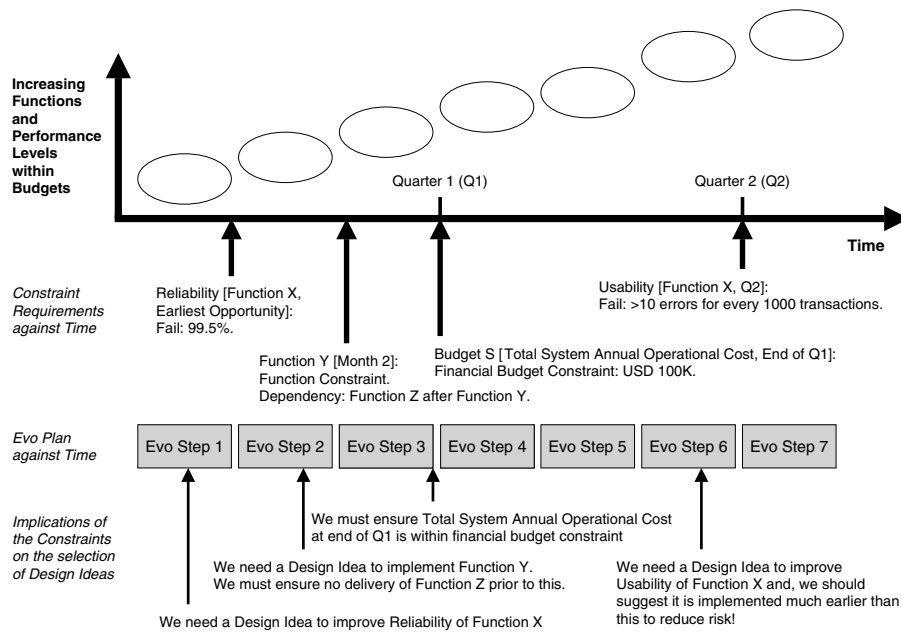 Increasing
Functions
and
Performance
Levels
within
Budgets
Quarter 1 (Q1)
Quarter 2 (Q2)
Time
Constraint
Requirements
against Time
Reliability [Function X,
Earliest Opportunity]:
Fail: 99.5%.
Usability [Function X, Q2]:
Fail: >10 errors for every 1000 transactions.
Function Y [Month 2]:
Function Constraint.
Dependency: Function Z after Function Y.
Budget S [Total System Annual Operational Cost, End of Q1]:
Financial Budget Constraint: USD 100K.
Evo Plan
against Time
Evo Step 1
Evo Step 2
Evo Step 3
Evo Step 4
Evo Step 5
Evo Step 6
Evo Step 7
Implications of
the Constraints
on the selection
of Design Ideas
We must ensure Total System Annual Operational Cost
at end of Q1 is within financial budget constraint
We need a Design Idea to implement Function Y.
We must ensure no delivery of Function Z prior to this.
We need a Design Idea to improve
Usability of Function X and, we should
suggest it is implemented much earlier than
this to reduce risk!
We need a Design Idea to improve Reliability of Function X